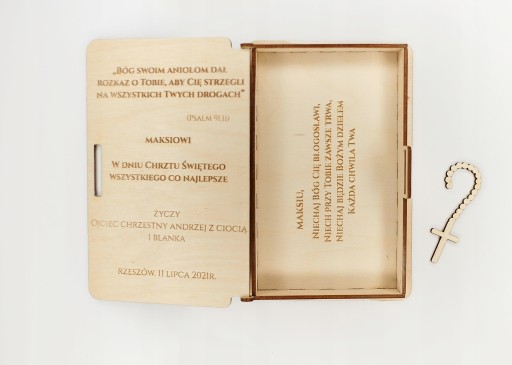 „Bóg swoim aniołom dał
rozkaz o Tobie, aby Cię strzegli
na wszystkich Twych drogach”
(Psalm 91,11)
Maksiowi
W dniu Chrztu Świętego
wszystkiego co najlepsze
życzy
Ojciec chrzestny Andrzej z ciocią
i Blanka
Rzeszów, 11 lipca 2021r.
Maksiu,
Niechaj Bóg Cię błogosławi,
Niech przy Tobie zawsze trwa,
Niechaj będzie Bożym dziełem
Każda chwila Twa